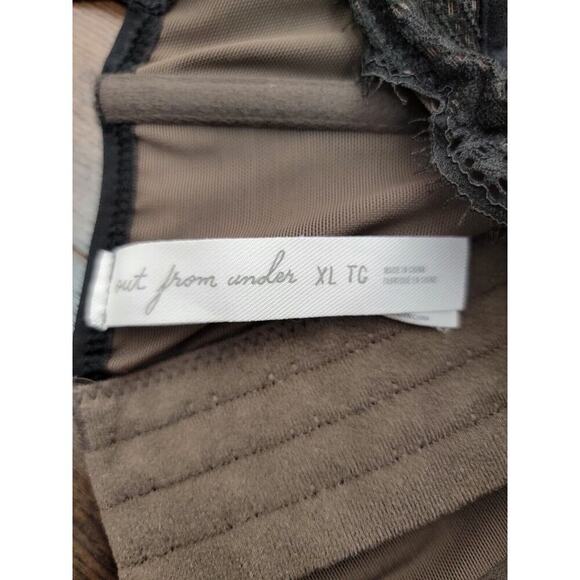 out from under XL TG
MADE IN CHINA
FABRIQUÉ EN CHINE